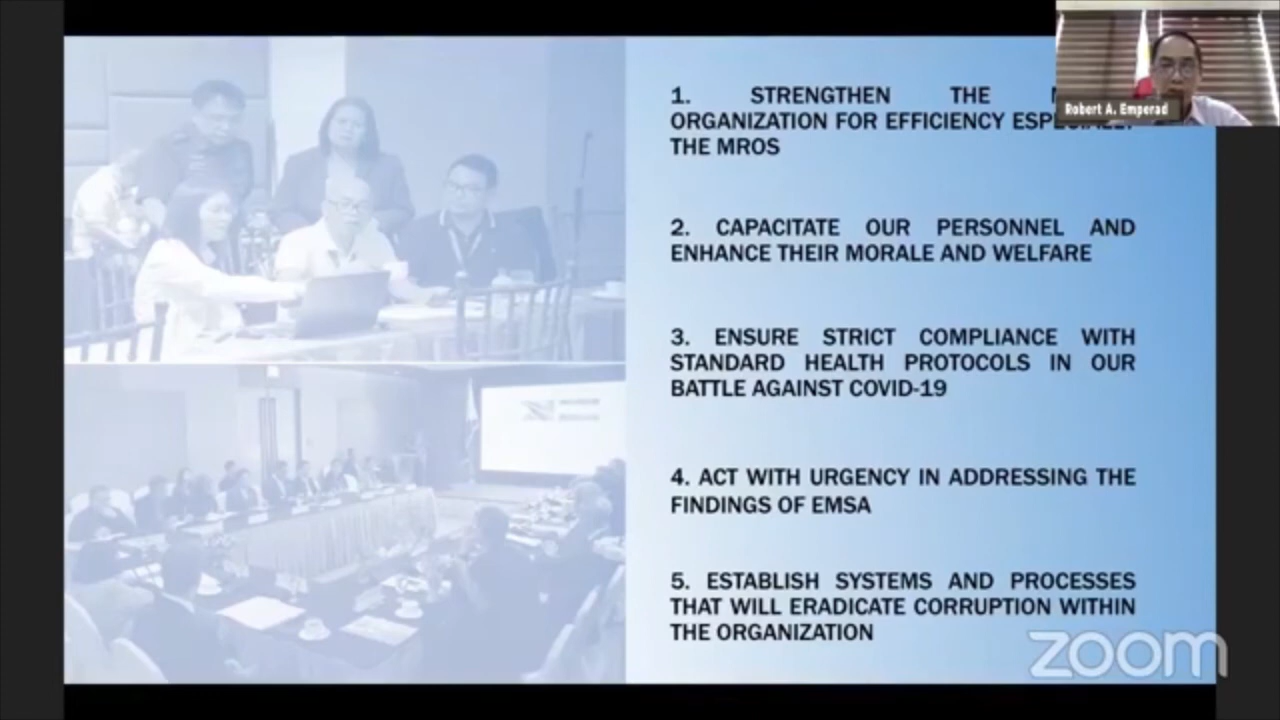 1. STRENGTHEN THE
ORGANIZATION FOR EFFICIENCY ESPECIALLY
THE MROS
2. CAPACITATE OUR PERSONNEL AND
ENHANCE THEIR MORALE AND WELFARE
3. ENSURE STRICT COMPLIANCE WITH
STANDARD HEALTH PROTOCOLS IN OUR
BATTLE AGAINST COVID-19
4. ACT WITH URGENCY IN ADDRESSING THE
FINDINGS OF EMSA
5. ESTABLISH SYSTEMS AND PROCESSES
THAT WILL ERADICATE CORRUPTION WITHIN
THE ORGANIZATION
Robert A. Emperad
zoom